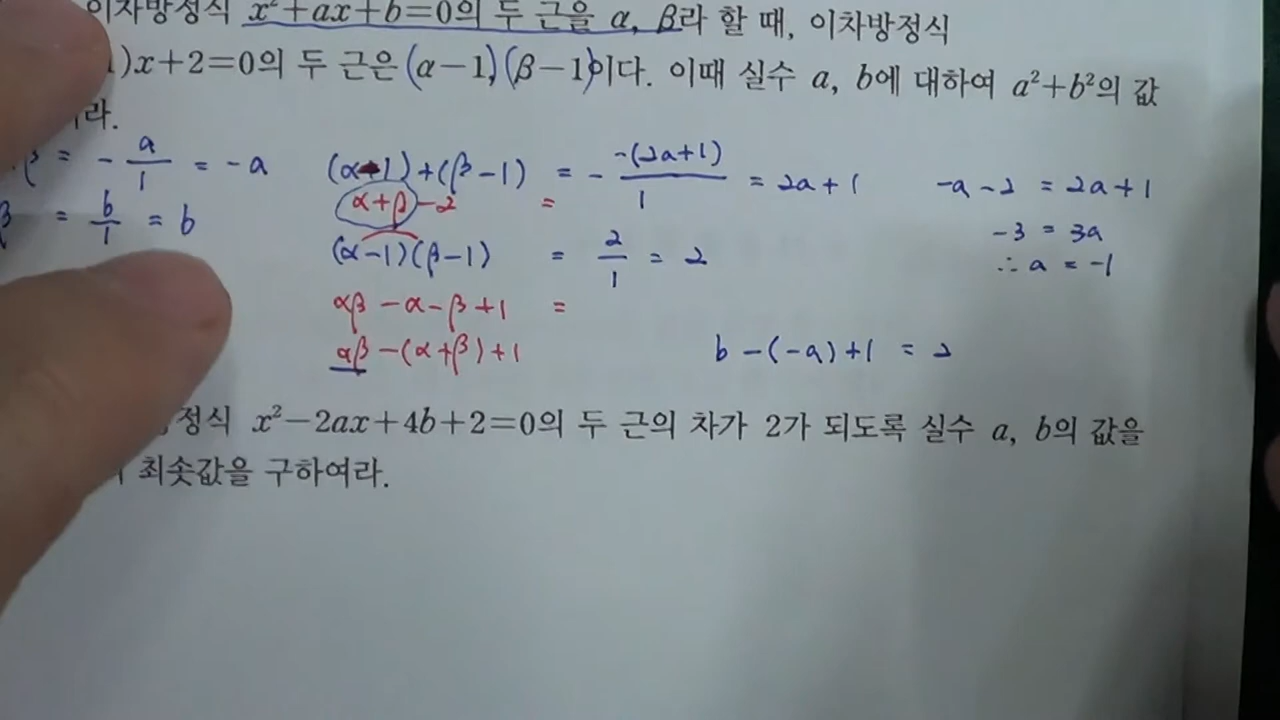 이차방정식 x²+ax+b=0의 두 근을 α, β라 할 때, 이차방정식
)x+2=0의 두 근은 (α-1), (β-1)이다. 이때 실수 a, b에 대하여 a²+b²의 값
라.
β = -a/1 = -a (α-1)+(β-1) = - -(2a+1)/1 = 2a+1 -a-2 = 2a+1
α+β-2 = -3 = 3a
β = b/1 = b (α-1)(β-1) = 2/1 = 2 ∴ a = -1
αβ-α-β+1 =
αβ-(α+β)+1 b-(-a)+1 = 2
정식 x²-2ax+4b+2=0의 두 근의 차가 2가 되도록 실수 a, b의 값을
최솟값을 구하여라.